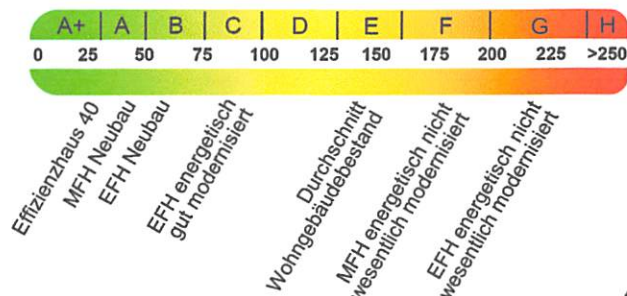 A+ A B C D E F G H
0 25 50 75 100 125 150 175 200 225 >250
Effizienzhaus 40
MFH Neubau
EFH Neubau
EFH energetisch
gut modernisiert
Durchschnitt
Wohngebäudebestand
MFH energetisch nicht
wesentlich modernisiert
EFH energetisch nicht
wesentlich modernisiert